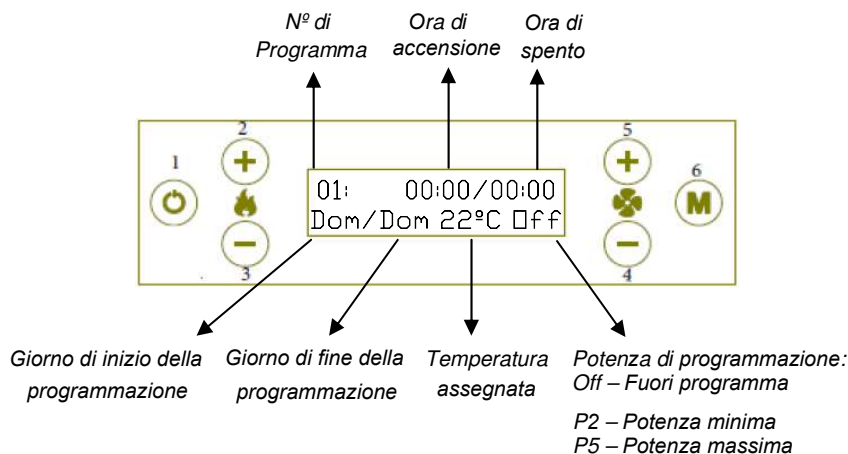 Nº di Programma
Ora di accensione
Ora di spento
1
2
3
01: 00:00/00:00
Dom/Dom 22ºC Off
5
4
6
M
Giorno di inizio della programmazione
Giorno di fine della programmazione
Temperatura assegnata
Potenza di programmazione:
Off – Fuori programma
P2 – Potenza minima
P5 – Potenza massima